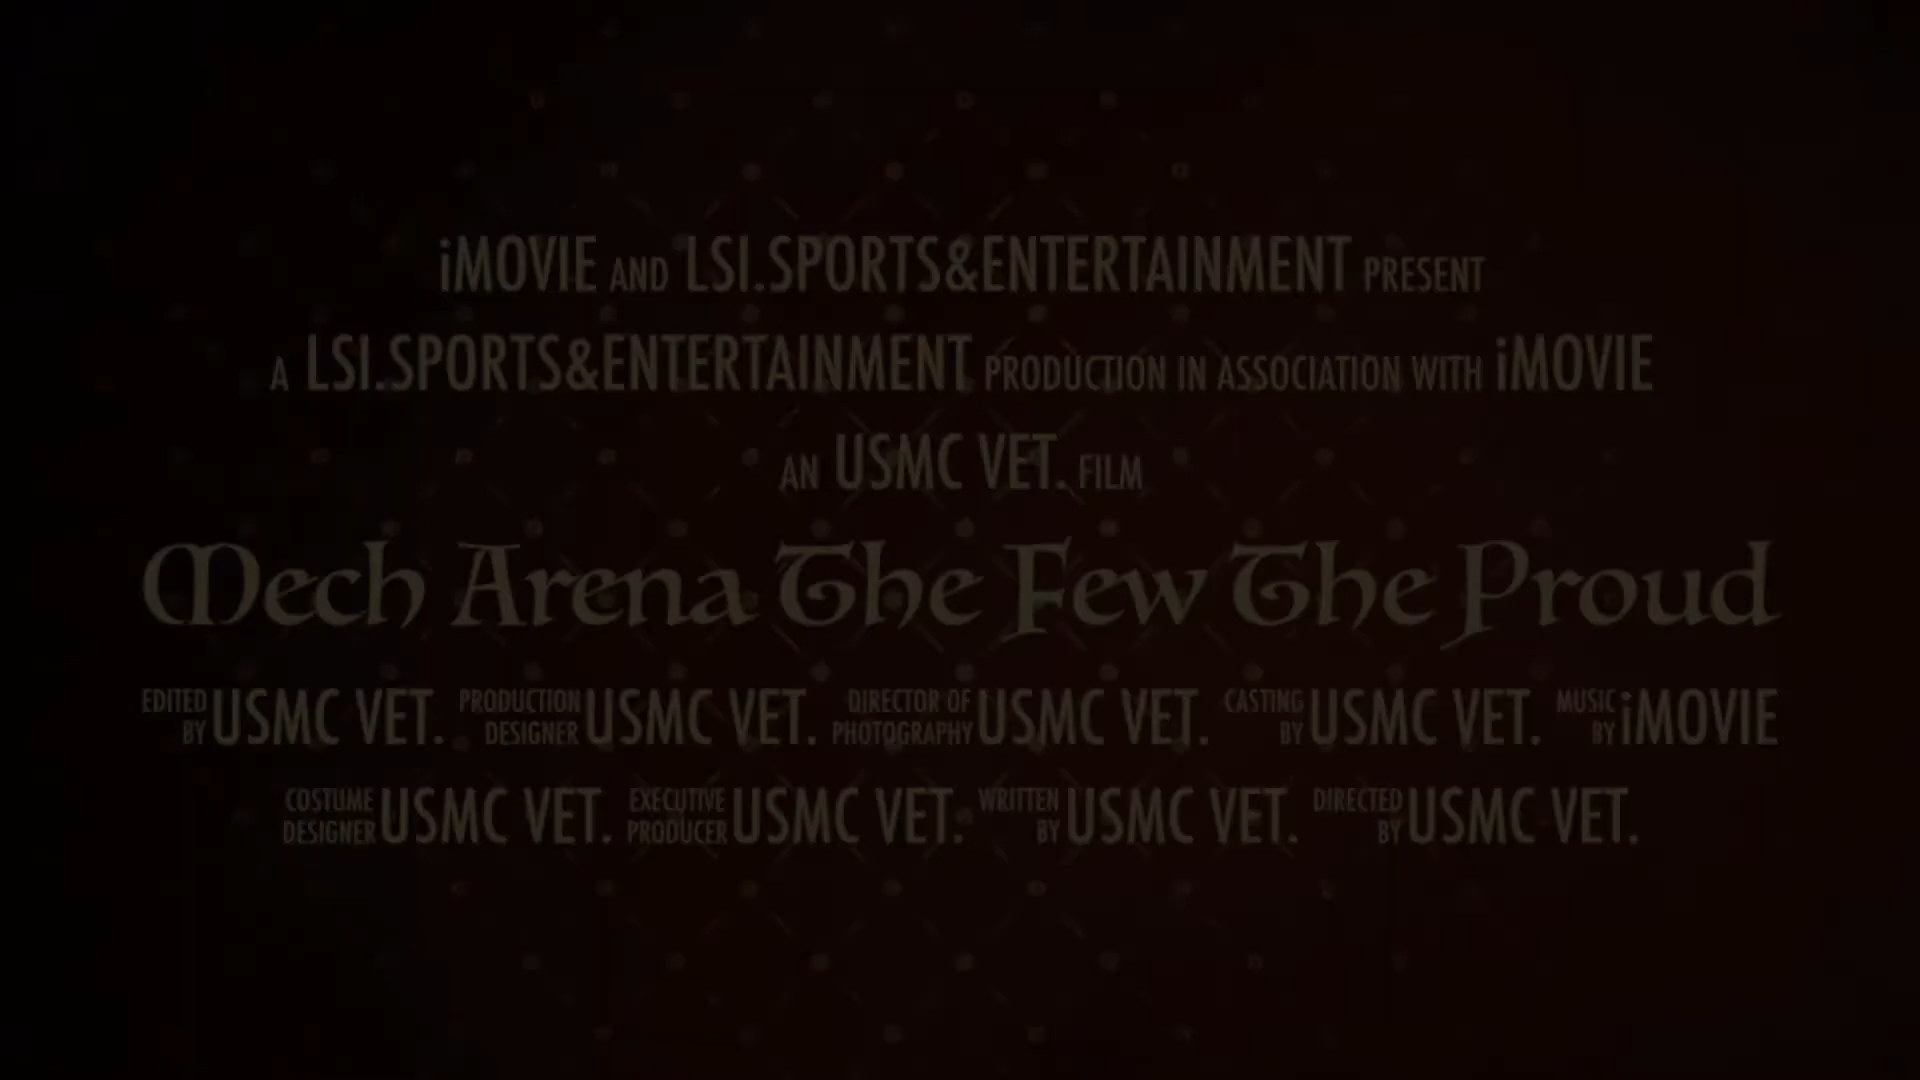 iMOVIE AND LSI.SPORTS&ENTERTAINMENT PRESENT
A LSI.SPORTS&ENTERTAINMENT PRODUCTION IN ASSOCIATION WITH iMOVIE
AN USMC VET. FILM
Mech Arena The Few The Proud
EDITED BY USMC VET. PRODUCTION DESIGNER USMC VET. DIRECTOR OF PHOTOGRAPHY USMC VET. CASTING BY USMC VET. MUSIC BY iMOVIE
COSTUME DESIGNER USMC VET. EXECUTIVE PRODUCER USMC VET. WRITTEN BY USMC VET. DIRECTED BY USMC VET.